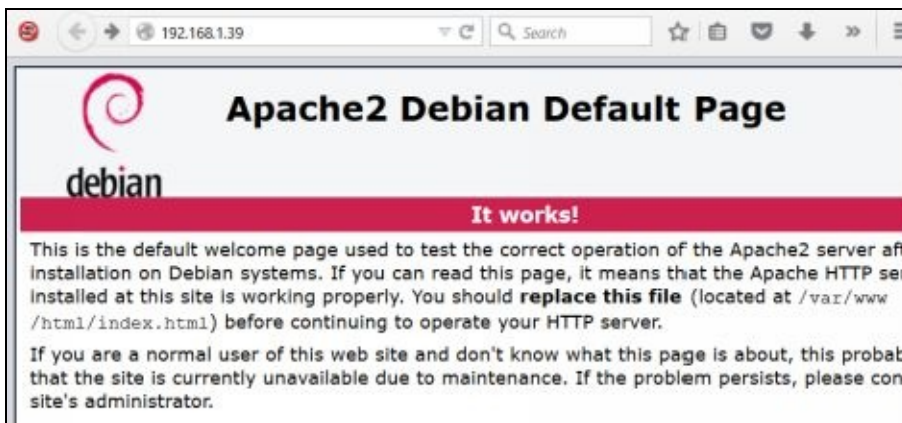 192.168.1.39
Search
Apache2 Debian Default Page
debian
It works!
This is the default welcome page used to test the correct operation of the Apache2 server af
installation on Debian systems. If you can read this page, it means that the Apache HTTP se
installed at this site is working properly. You should replace this file (located at /var/www
/html/index.html) before continuing to operate your HTTP server.
If you are a normal user of this web site and don't know what this page is about, this probab
that the site is currently unavailable due to maintenance. If the problem persists, please con
site's administrator.